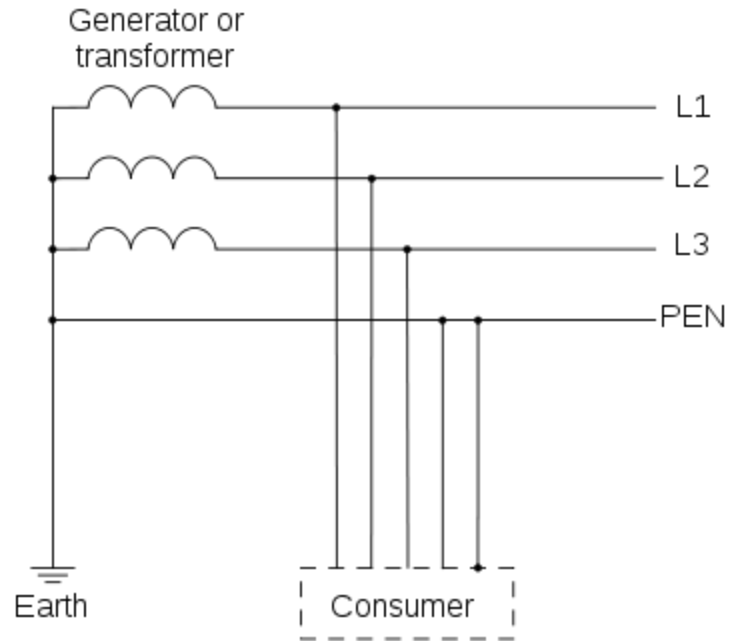 Generator or
transformer
L1
L2
L3
PEN
Earth
Consumer